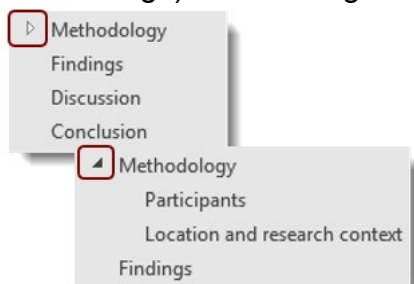 Methodology
Findings
Discussion
Conclusion
Methodology
Participants
Location and research context
Findings